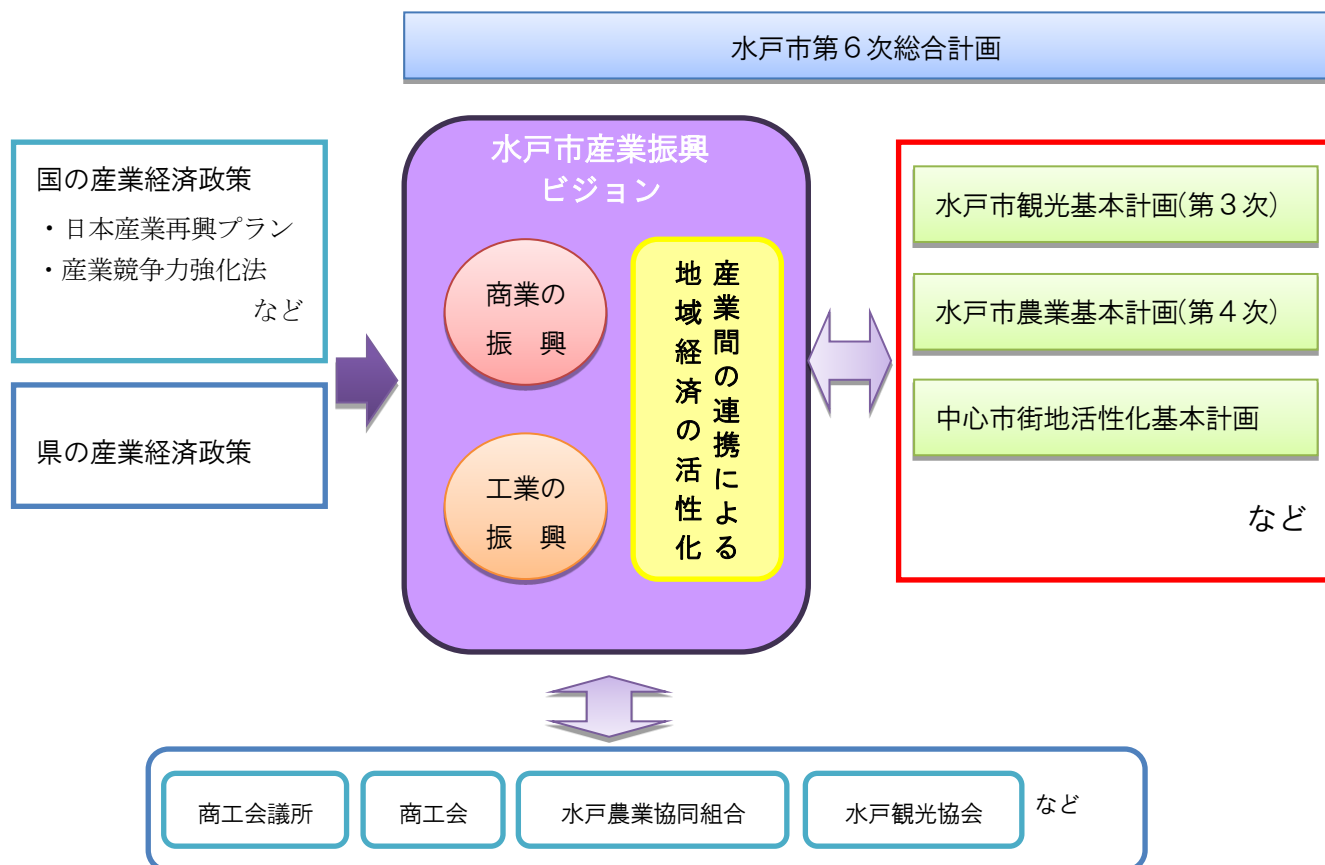 水戸市第６次総合計画
水戸市産業振興
ビジョン
国の産業経済政策
・日本産業再興プラン
・産業競争力強化法
など
県の産業経済政策
商業の
振　興
工業の
振　興
産業間の連携による
地域経済の活性化
水戸市観光基本計画(第３次)
水戸市農業基本計画(第４次)
中心市街地活性化基本計画
など
商工会議所
商工会
水戸農業協同組合
水戸観光協会
など